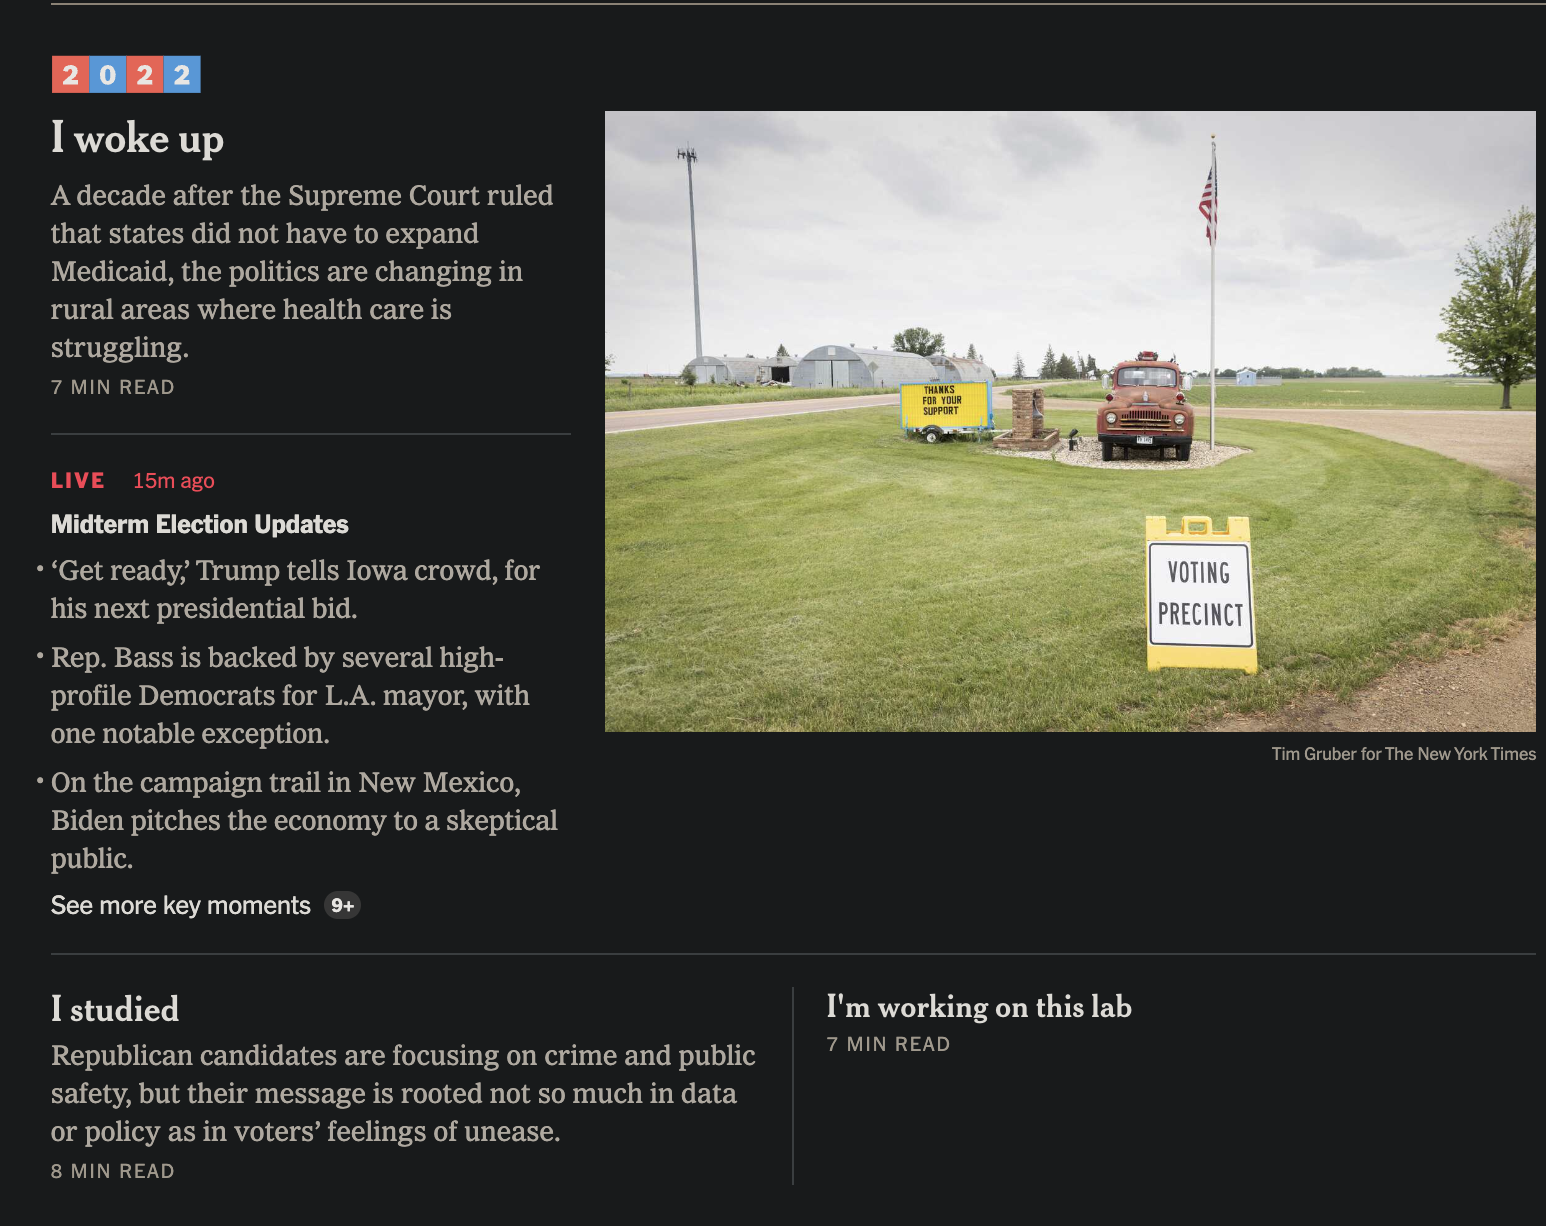 2022
I woke up
A decade after the Supreme Court ruled
that states did not have to expand
Medicaid, the politics are changing in
rural areas where health care is
struggling.
7 MIN READ
LIVE 15m ago
Midterm Election Updates
• ‘Get ready,’ Trump tells Iowa crowd, for
his next presidential bid.
• Rep. Bass is backed by several high-
profile Democrats for L.A. mayor, with
one notable exception.
• On the campaign trail in New Mexico,
Biden pitches the economy to a skeptical
public.
See more key moments 9+
THANKS
FOR YOUR
SUPPORT
VOTING
PRECINCT
Tim Gruber for The New York Times
I studied
Republican candidates are focusing on crime and public
safety, but their message is rooted not so much in data
or policy as in voters’ feelings of unease.
8 MIN READ
I'm working on this lab
7 MIN READ